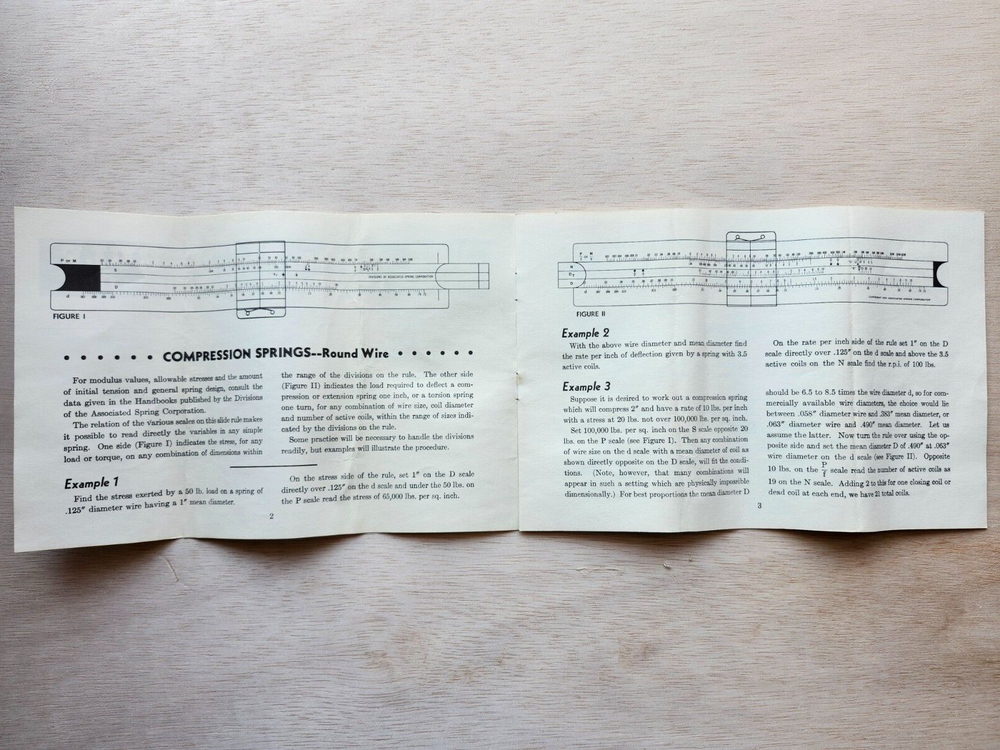 P or M
DIVISIONS OF ASSOCIATED SPRING CORPORATION
FIGURE I
• • • • • • COMPRESSION SPRINGS--Round Wire • • • • • •
For modulus values, allowable stresses and the amount
of initial tension and general spring design, consult the
data given in the Handbooks published by the Divisions
of the Associated Spring Corporation.
The relation of the various scales on this slide rule makes
it possible to read directly the variables in any simple
spring. One side (Figure I) indicates the stress, for any
load or torque, on any combination of dimensions within
the range of the divisions on the rule. The other side
(Figure II) indicates the load required to deflect a com-
pression or extension spring one inch, or a torsion spring
one turn, for any combination of wire size, coil diameter
and number of active coils, within the range of sizes indi-
cated by the divisions on the rule.
Some practice will be necessary to handle the divisions
readily, but examples will illustrate the procedure.
Example 1
Find the stress exerted by a 50 lb. load on a spring of
.125″ diameter wire having a 1″ mean diameter.
On the stress side of the rule, set 1″ on the D scale
directly over .125″ on the d scale and under the 50 lbs. on
the P scale read the stress of 65,000 lbs. per sq. inch.
2
FIGURE II
Example 2
With the above wire diameter and mean diameter find
the rate per inch of deflection given by a spring with 3.5
active coils.
On the rate per inch side of the rule set 1″ on the D
scale directly over .125″ on the d scale and above the 3.5
active coils on the N scale find the r.p.i. of 100 lbs.
Example 3
Suppose it is desired to work out a compression spring
which will compress 2″ and have a rate of 10 lbs. per inch
with a stress at 20 lbs. not over 100,000 lbs. per sq. inch.
Set 100,000 lbs. per sq. inch on the S scale opposite 20
lbs. on the P scale (see Figure I). Then any combination
of wire size on the d scale with a mean diameter of coil as
shown directly opposite on the D scale, will fit the condi-
tions. (Note, however, that many combinations will
appear in such a setting which are physically impossible
dimensionally.) For best proportions the mean diameter D
should be 6.5 to 8.5 times the wire diameter d, so for com-
mercially available wire diameters, the choice would lie
between .058″ diameter wire and .383″ mean diameter, or
.063″ diameter wire and .490″ mean diameter. Let us
assume the latter. Now turn the rule over using the op-
posite side and set the mean diameter D of .490″ at .063″
wire diameter on the d scale (see Figure II). Opposite
10 lbs. on the P/f scale read the number of active coils as
19 on the N scale. Adding 2 to this for one closing coil or
dead coil at each end, we have 21 total coils.
3